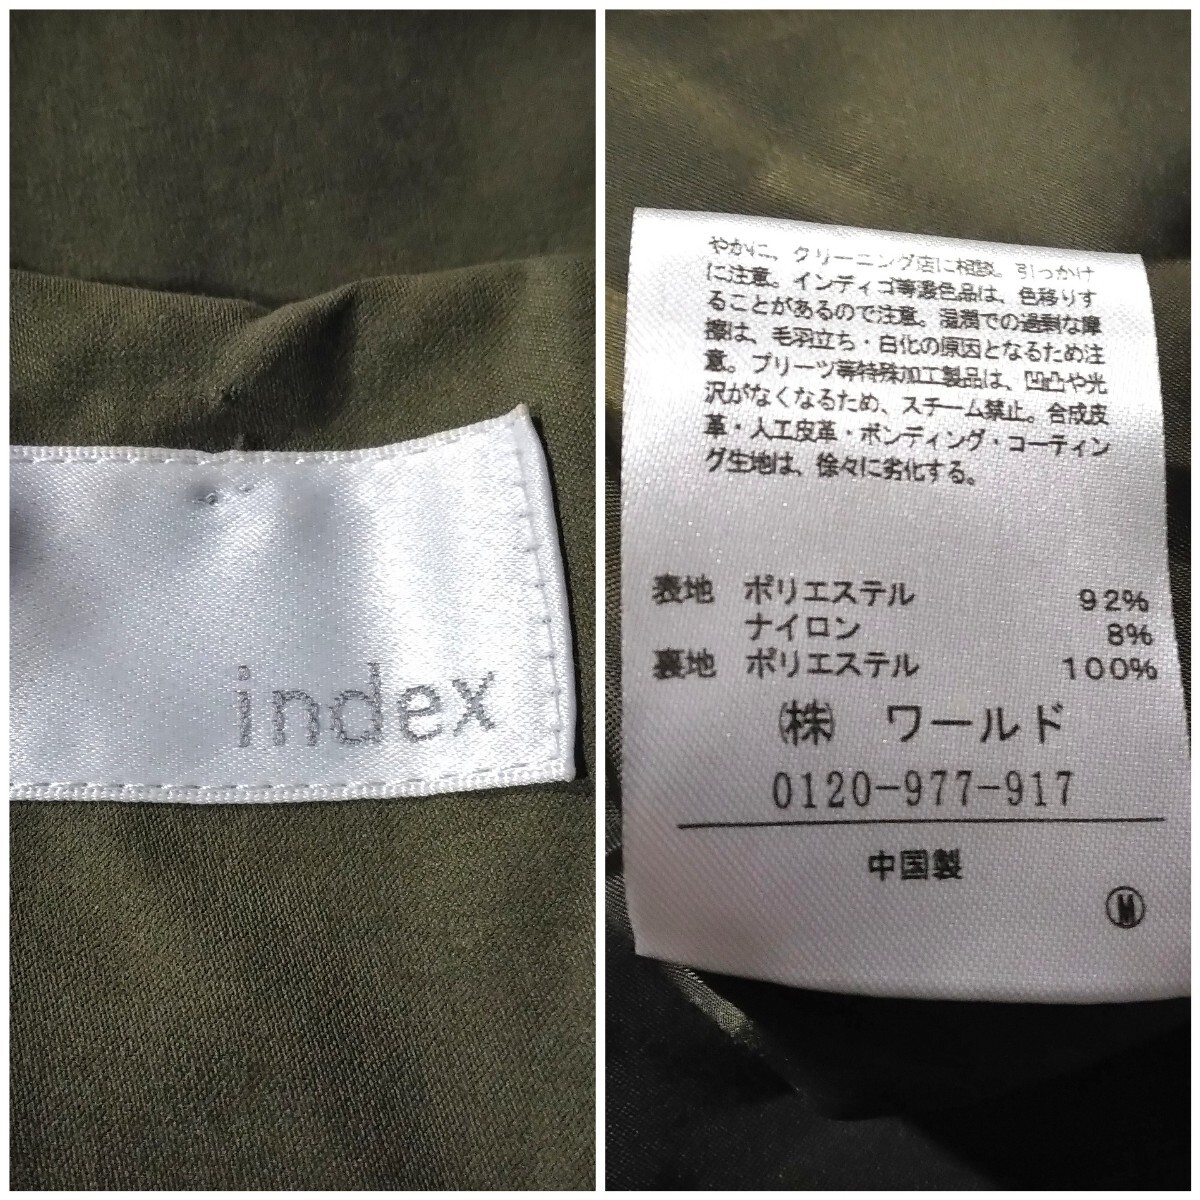 index
やかに、クリーニング店に相談。引っかけ
に注意。インディゴ等濃色品は、色移りす
ることがあるので注意。湿潤での過剰な摩
擦は、毛羽立ち・白化の原因となるため注
意。プリーツ等特殊加工製品は、凹凸や光
沢がなくなるため、スチーム禁止。合成皮
革・人工皮革・ボンディング・コーティン
グ生地は、徐々に劣化する。
表地 ポリエステル 92%
ナイロン 8%
裏地 ポリエステル 100%
㈱ ワールド
0120-977-917
中国製
Ⓜ